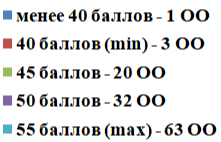 менее 40 баллов - 1 ОО
40 баллов (min) - 3 ОО
45 баллов - 20 ОО
50 баллов - 32 ОО
55 баллов (max) - 63 ОО